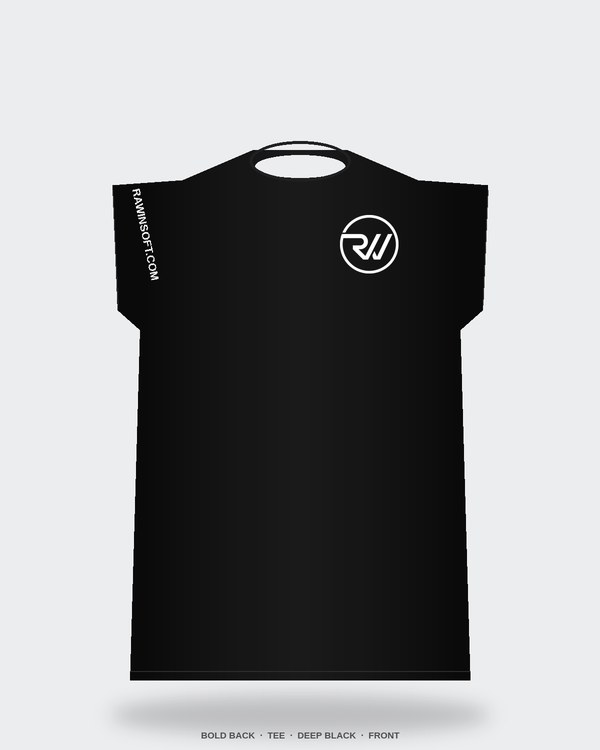 RAWINSOFT.COM
RW
BOLD BACK · TEE · DEEP BLACK · FRONT